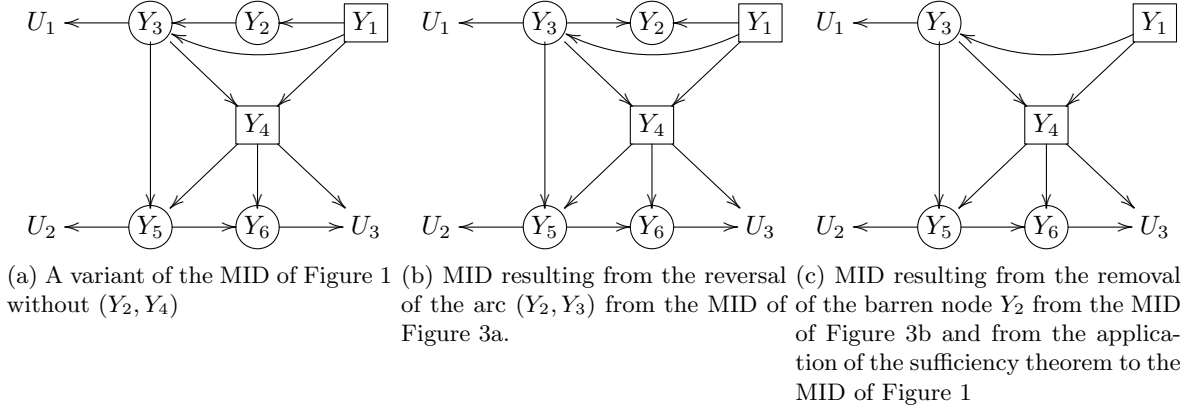 U₁ Y₃ Y₂ Y₁
Y₄
U₂ Y₅ Y₆ U₃
(a) A variant of the MID of Figure 1
without (Y₂, Y₄)
U₁ Y₃ Y₂ Y₁
Y₄
U₂ Y₅ Y₆ U₃
(b) MID resulting from the reversal
of the arc (Y₂, Y₃) from the MID of
Figure 3a.
U₁ Y₃ Y₁
Y₄
U₂ Y₅ Y₆ U₃
(c) MID resulting from the removal
of the barren node Y₂ from the MID
of Figure 3b and from the applica-
tion of the sufficiency theorem to the
MID of Figure 1